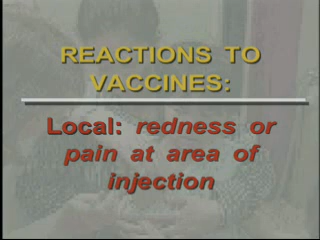 REACTIONS TO
VACCINES:
Local: redness or
pain at area of
injection